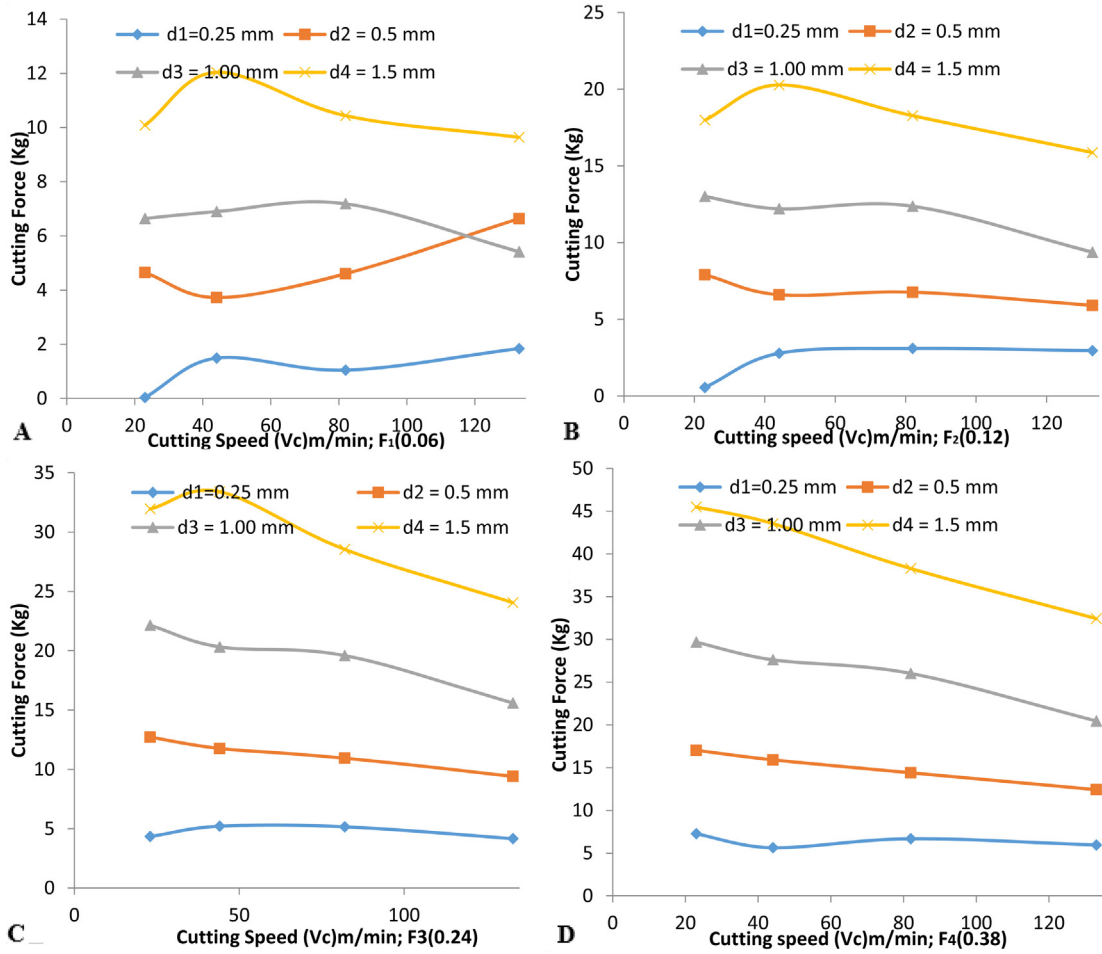 14
12
10
8
6
4
2
0
Cutting Force (Kg)
d1=0.25 mm
d2 = 0.5 mm
d3 = 1.00 mm
d4 = 1.5 mm
0 20 40 60 80 100 120
A
Cutting Speed (Vc)m/min; F1(0.06)
25
20
15
10
5
0
Cutting Force (Kg)
d1=0.25 mm
d2 = 0.5 mm
d3 = 1.00 mm
d4 = 1.5 mm
0 20 40 60 80 100 120
B
Cutting speed (Vc)m/min; F2(0.12)
35
30
25
20
15
10
5
0
Cutting Force (Kg)
d1=0.25 mm
d2 = 0.5 mm
d3 = 1.00 mm
d4 = 1.5 mm
0 50 100
C
Cutting Speed (Vc)m/min; F3(0.24)
50
45
40
35
30
25
20
15
10
5
0
Cutting Force (Kg)
d1=0.25 mm
d2 = 0.5 mm
d3 = 1.00 mm
d4 = 1.5 mm
0 20 40 60 80 100 120
D
Cutting speed (Vc)m/min; F4(0.38)